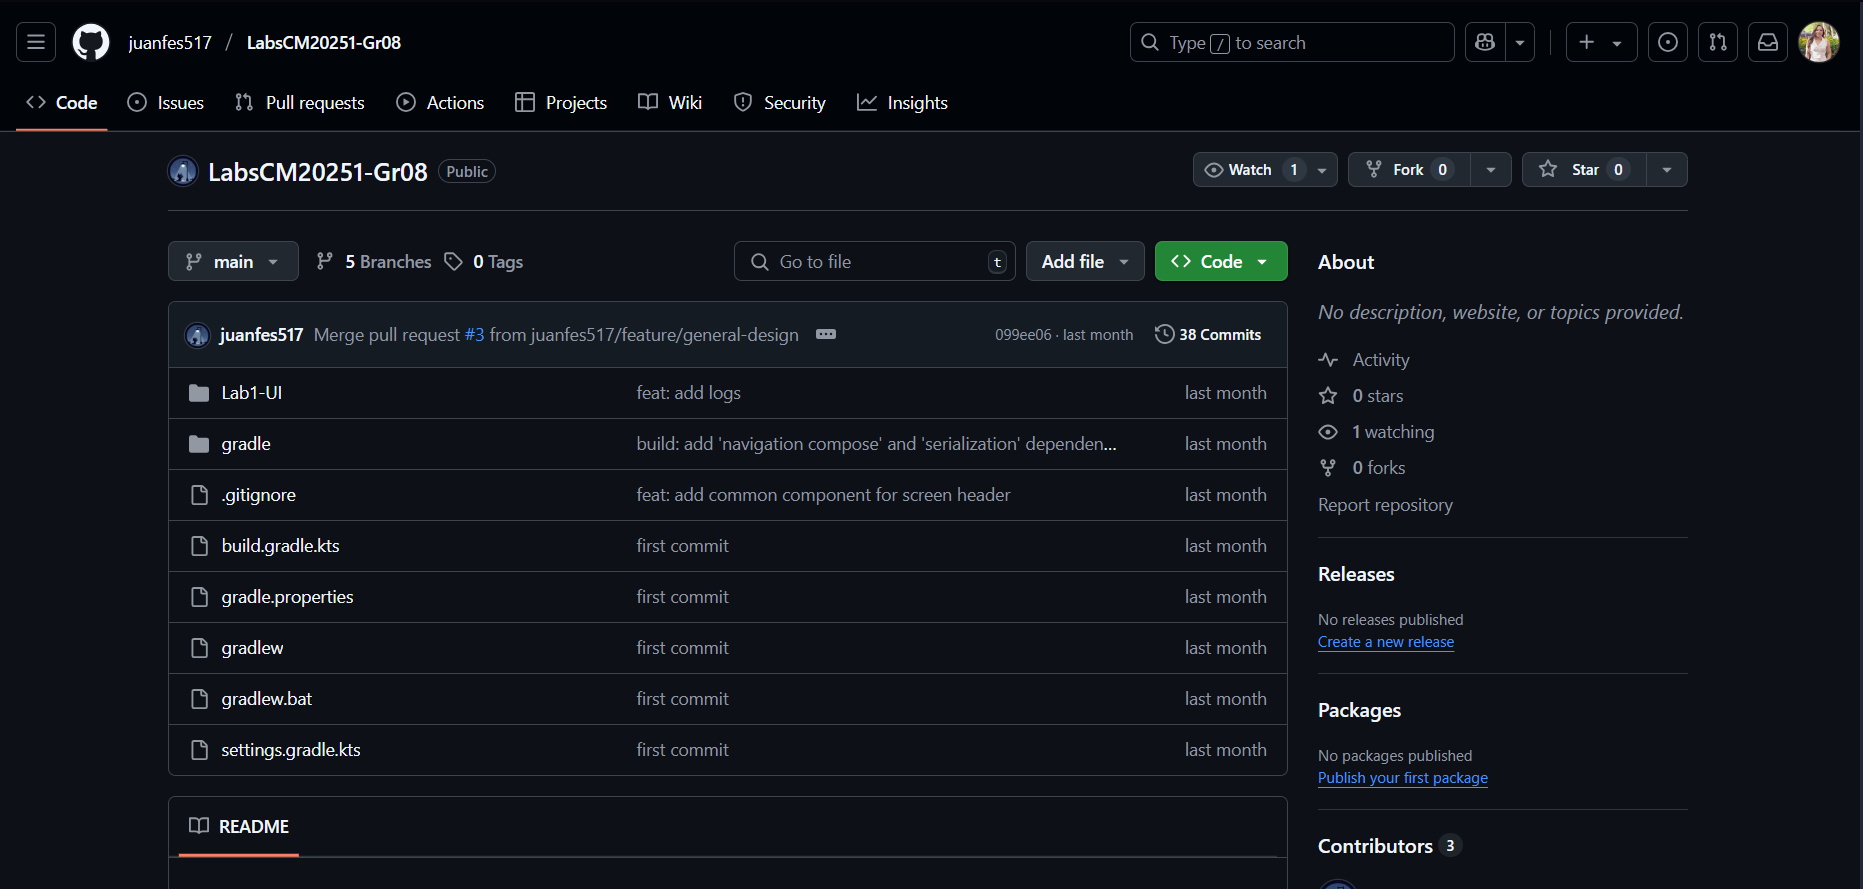 juanfes517 / LabsCM20251-Gr08
Type / to search
Code Issues Pull requests Actions Projects Wiki Security Insights
LabsCM20251-Gr08 Public
Watch 1 Fork 0 Star 0
main 5 Branches 0 Tags
Go to file t Add file Code
juanfes517 Merge pull request #3 from juanfes517/feature/general-design 099ee06 · last month 38 Commits
Lab1-UI feat: add logs last month
gradle build: add 'navigation compose' and 'serialization' dependen... last month
.gitignore feat: add common component for screen header last month
build.gradle.kts first commit last month
gradle.properties first commit last month
gradlew first commit last month
gradlew.bat first commit last month
settings.gradle.kts first commit last month
README
About
No description, website, or topics provided.
Activity
0 stars
1 watching
0 forks
Report repository
Releases
No releases published
Create a new release
Packages
No packages published
Publish your first package
Contributors 3